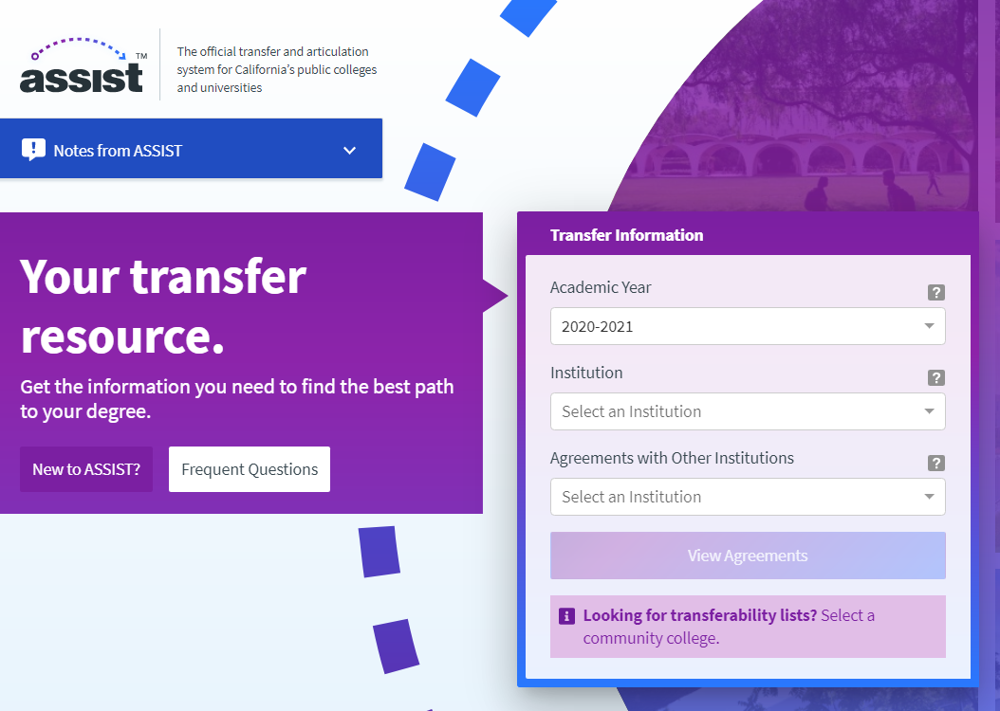 assist™
The official transfer and articulation
system for California's public colleges
and universities
Notes from ASSIST
Your transfer
resource.
Get the information you need to find the best path
to your degree.
New to ASSIST?
Frequent Questions
Transfer Information
Academic Year
?
2020-2021
Institution
?
Select an Institution
Agreements with Other Institutions
?
Select an Institution
View Agreements
Looking for transferability lists? Select a
community college.